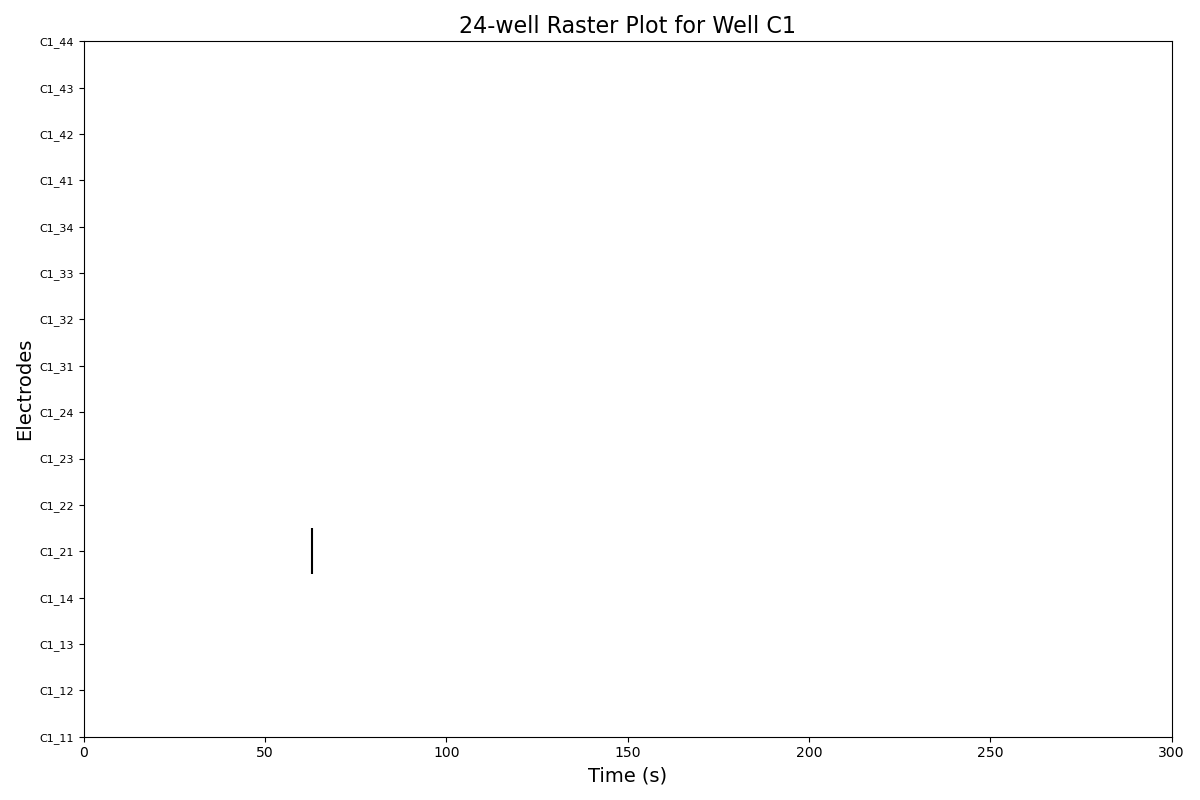 24-well Raster Plot for Well C1
C1_44
C1_43
C1_42
C1_41
C1_34
C1_33
C1_32
C1_31
C1_24
C1_23
C1_22
C1_21
C1_14
C1_13
C1_12
C1_11
Electrodes
0 50 100 150 200 250 300
Time (s)